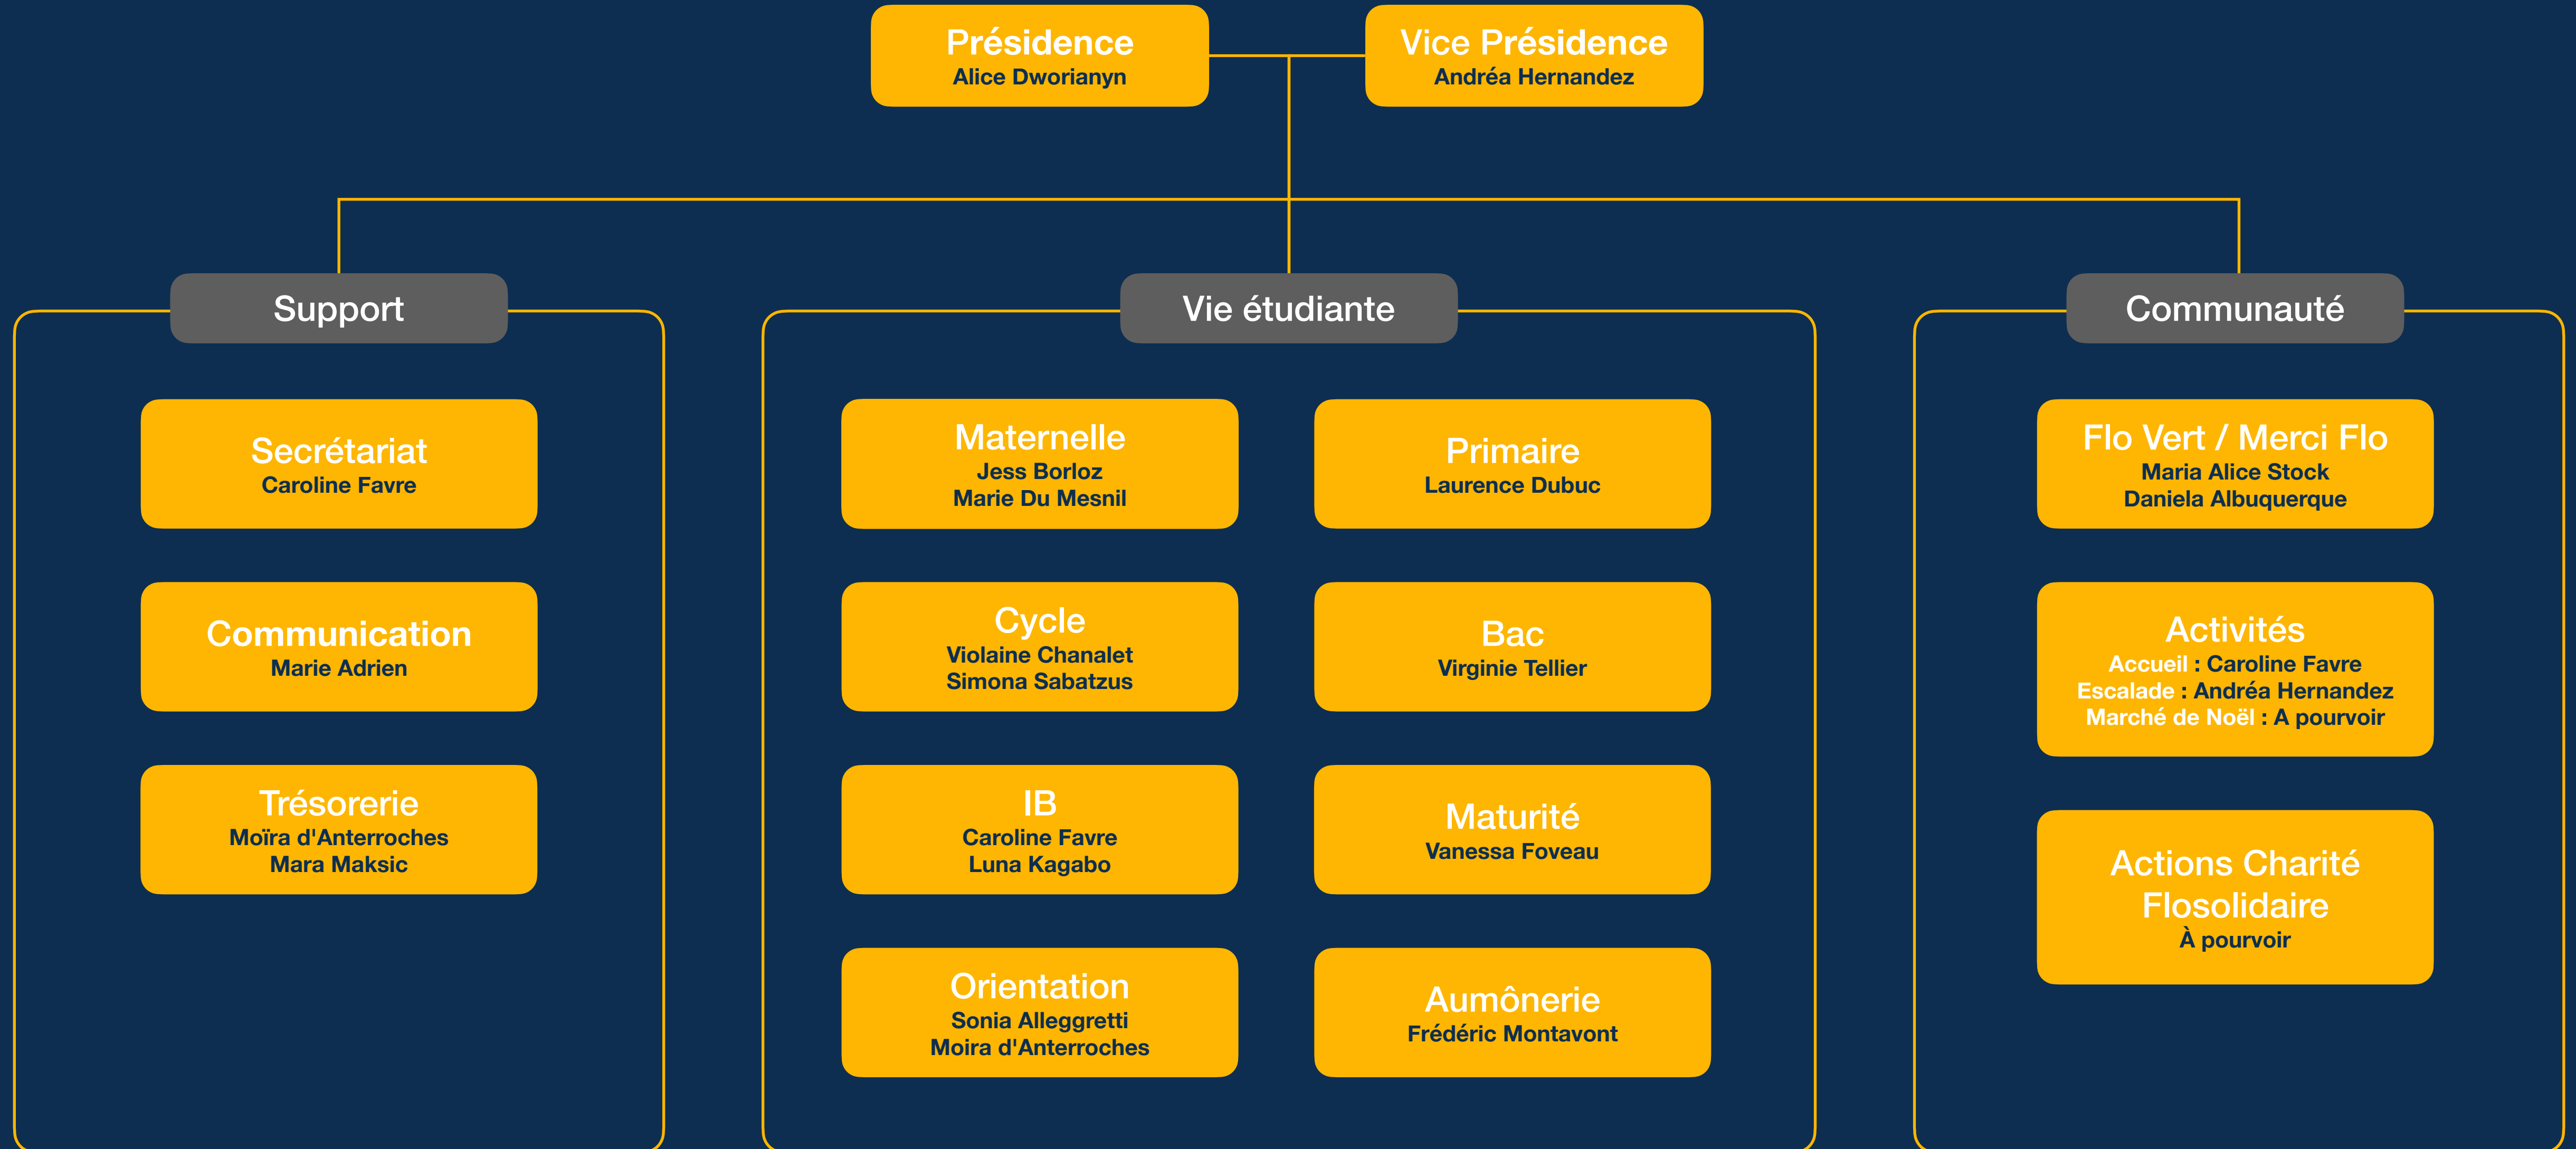 Présidence
Alice Dworianyn
Vice Présidence
Andréa Hernandez
Support
Secrétariat
Caroline Favre
Communication
Marie Adrien
Trésorerie
Moïra d'Anterroches
Mara Maksic
Vie étudiante
Maternelle
Jess Borloz
Marie Du Mesnil
Primaire
Laurence Dubuc
Cycle
Violaine Chanalet
Simona Sabatzus
Bac
Virginie Tellier
IB
Caroline Favre
Luna Kagabo
Maturité
Vanessa Foveau
Orientation
Sonia Alleggretti
Moira d'Anterroches
Aumônerie
Frédéric Montavont
Communauté
Flo Vert / Merci Flo
Maria Alice Stock
Daniela Albuquerque
Activités
Accueil : Caroline Favre
Escalade : Andréa Hernandez
Marché de Noël : A pourvoir
Actions Charité
Flosolidaire
À pourvoir